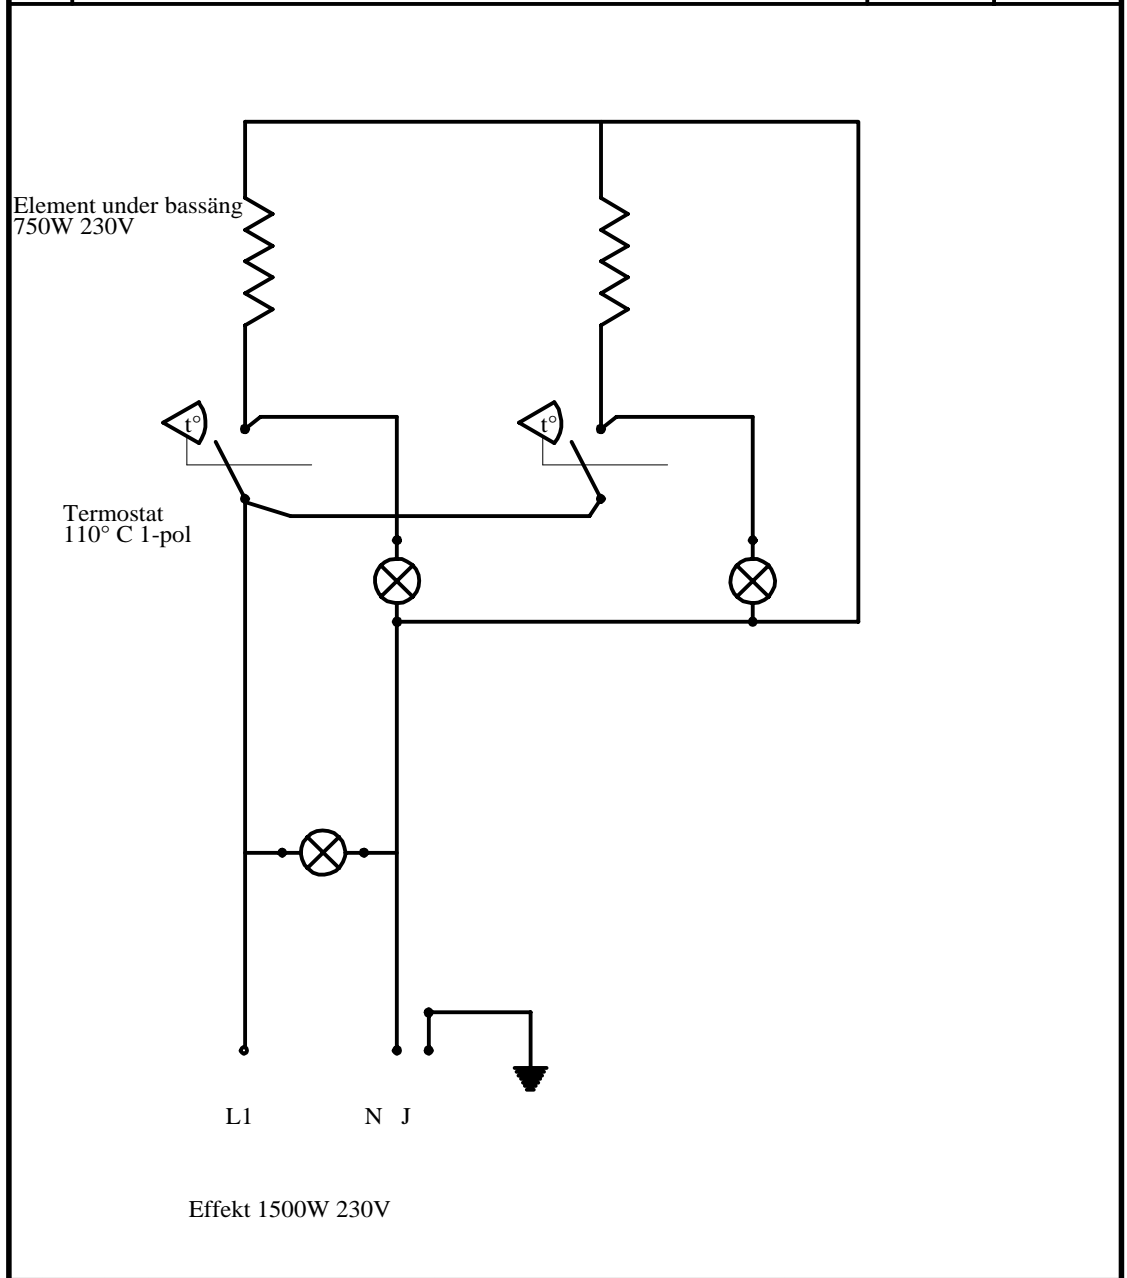 Element under bassäng
750W 230V
t°
t°
Termostat
110° C 1-pol
L1
N J
Effekt 1500W 230V